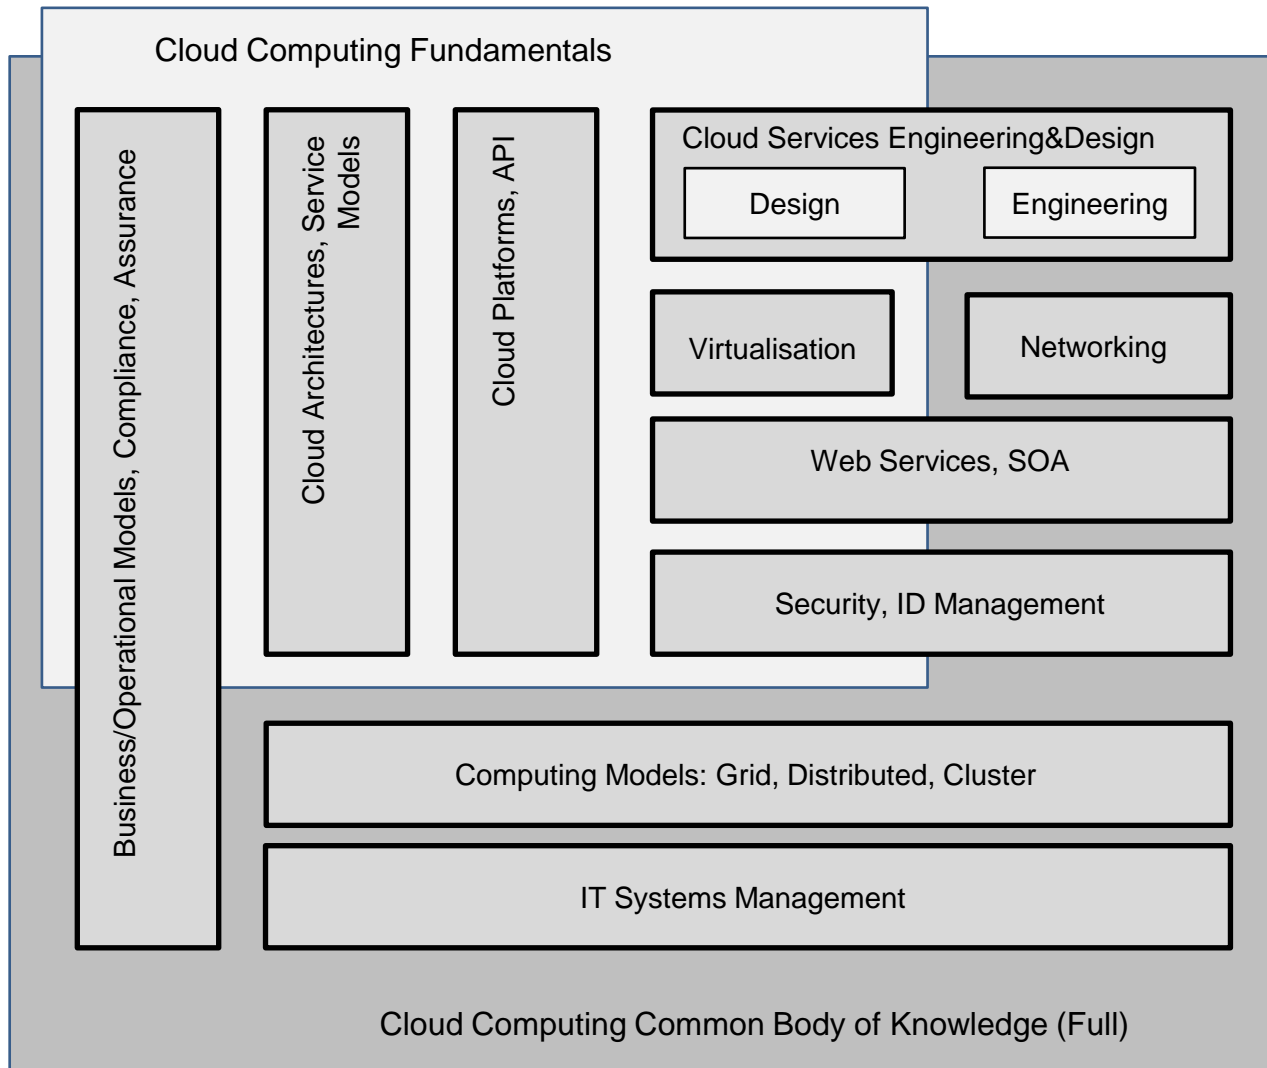 Cloud Computing Fundamentals
Business/Operational Models, Compliance, Assurance
Cloud Architectures, Service
Models
Cloud Platforms, API
Cloud Services Engineering&Design
Design
Engineering
Virtualisation
Networking
Web Services, SOA
Security, ID Management
Computing Models: Grid, Distributed, Cluster
IT Systems Management
Cloud Computing Common Body of Knowledge (Full)